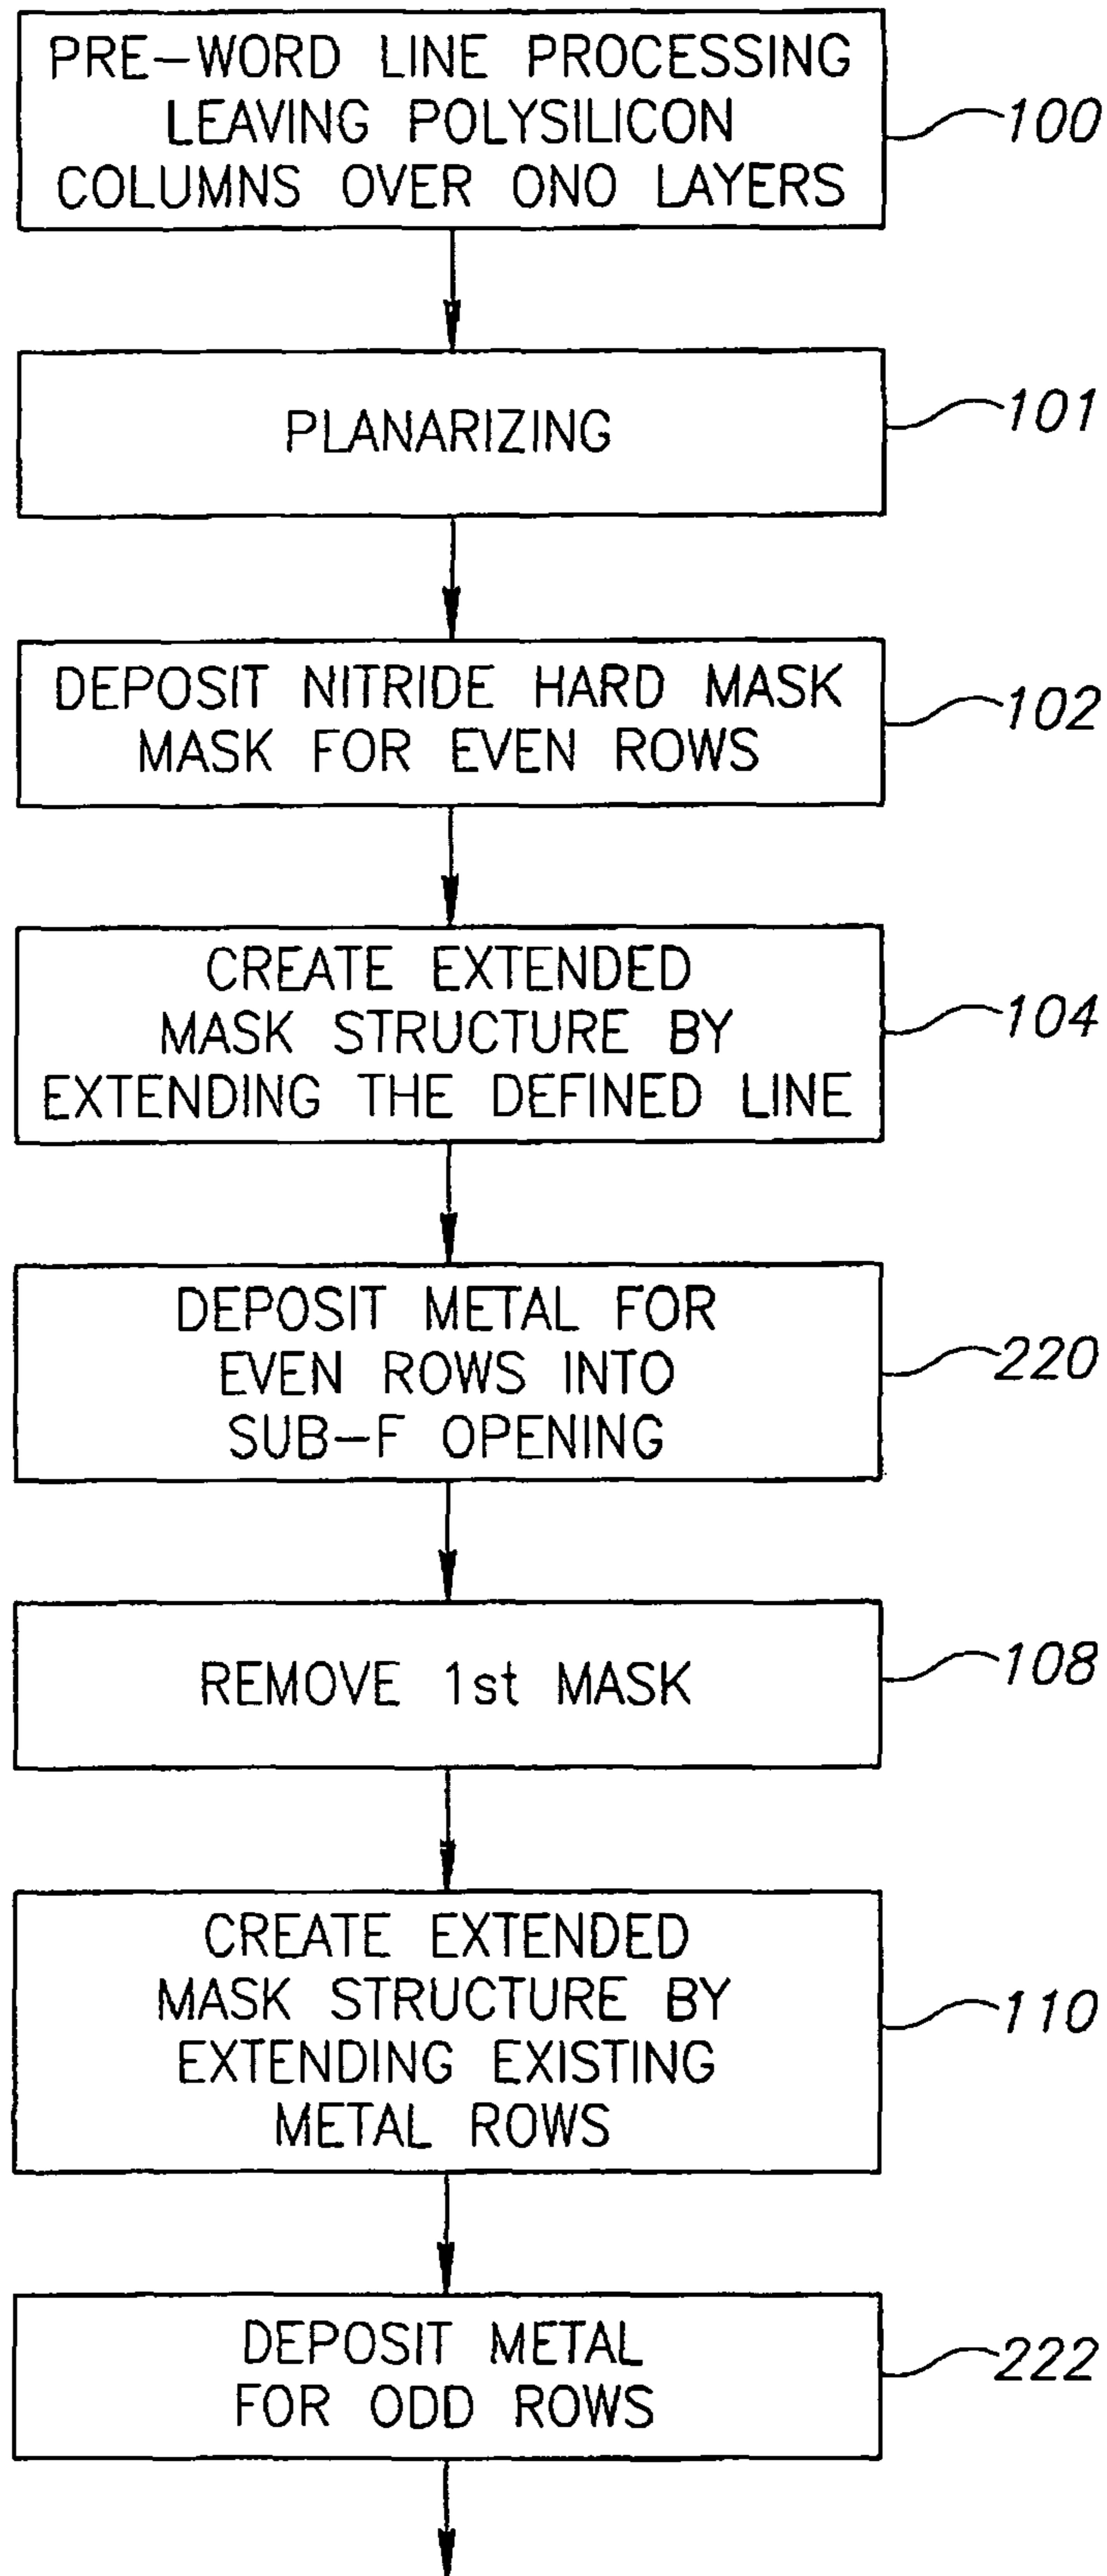 PRE-WORD LINE PROCESSING
LEAVING POLYSILICON
COLUMNS OVER ONO LAYERS
100
PLANARIZING
101
DEPOSIT NITRIDE HARD MASK
MASK FOR EVEN ROWS
102
CREATE EXTENDED
MASK STRUCTURE BY
EXTENDING THE DEFINED LINE
104
DEPOSIT METAL FOR
EVEN ROWS INTO
SUB-F OPENING
220
REMOVE 1st MASK
108
CREATE EXTENDED
MASK STRUCTURE BY
EXTENDING EXISTING
METAL ROWS
110
DEPOSIT METAL
FOR ODD ROWS
222